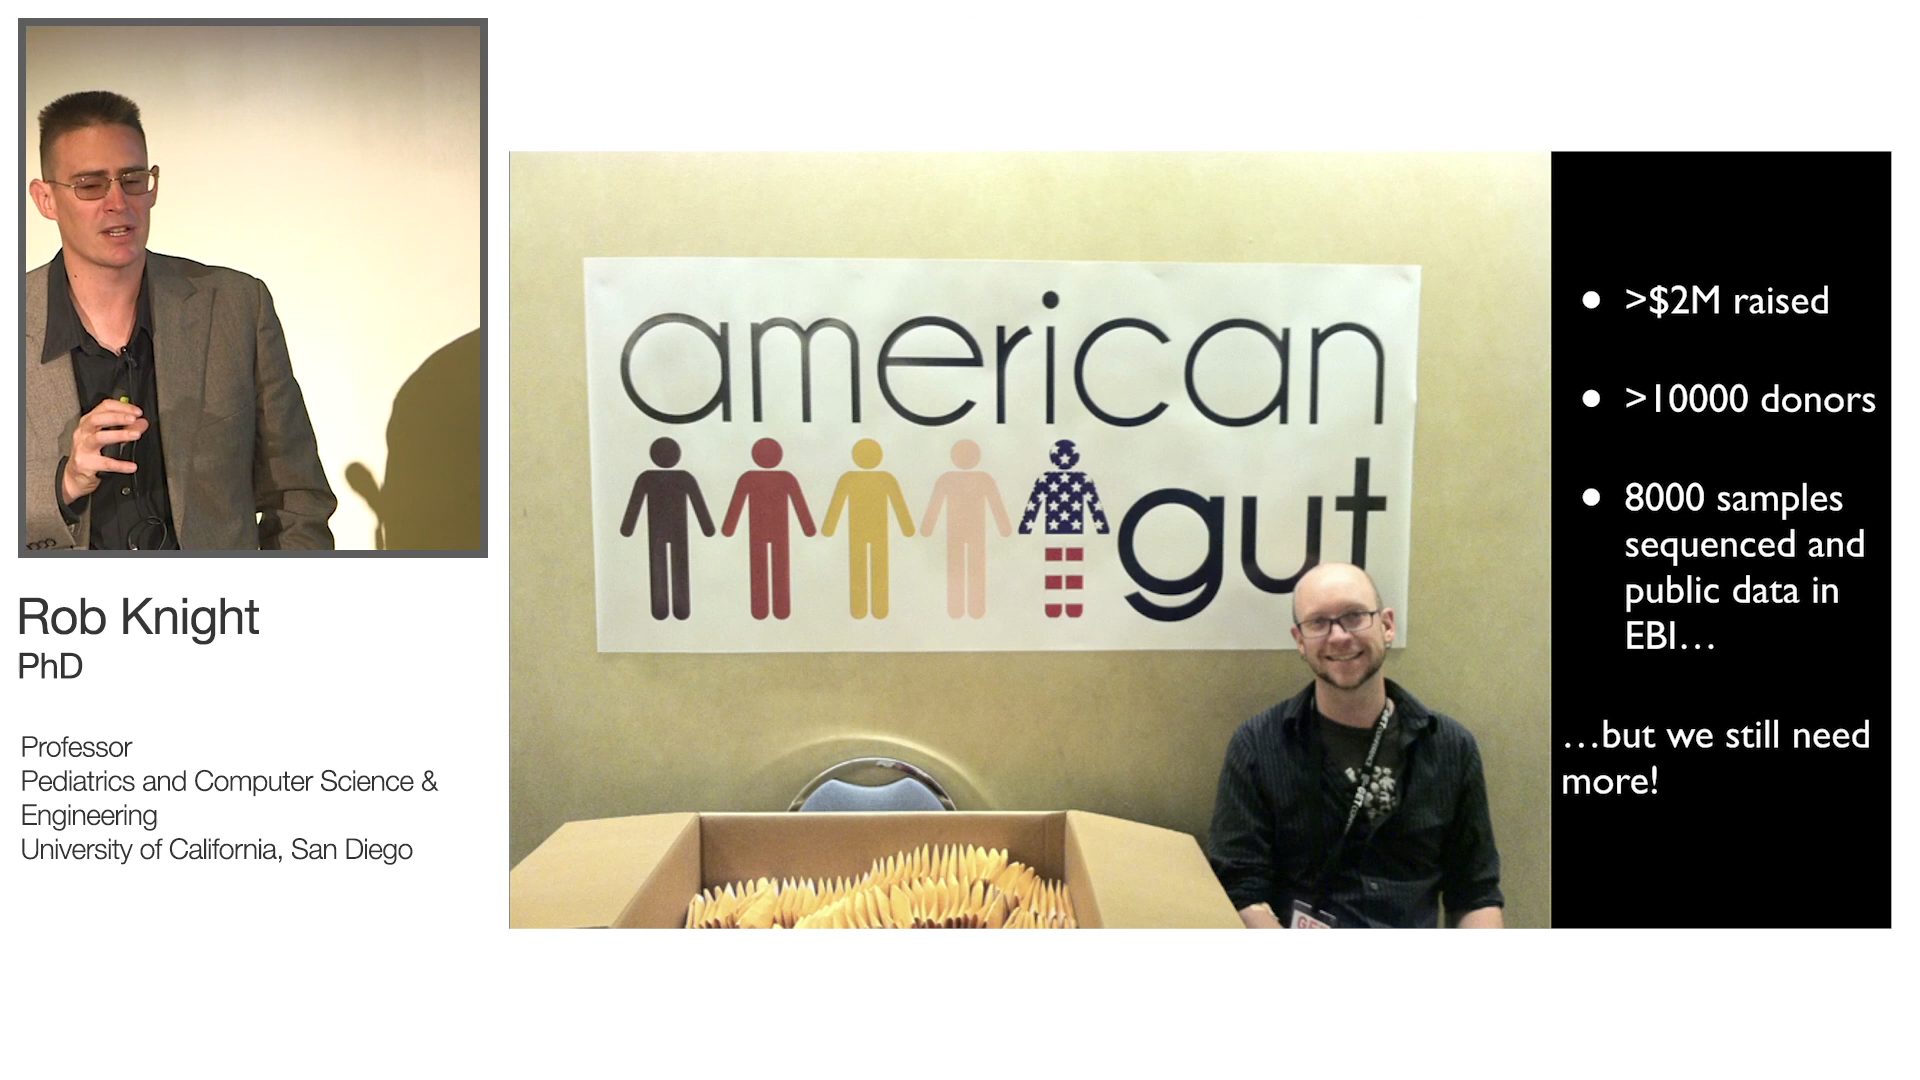 Rob Knight
PhD
Professor
Pediatrics and Computer Science &
Engineering
University of California, San Diego
american
gut
● >$2M raised
● >10000 donors
● 8000 samples
sequenced and
public data in
EBI…
…but we still need
more!
GET